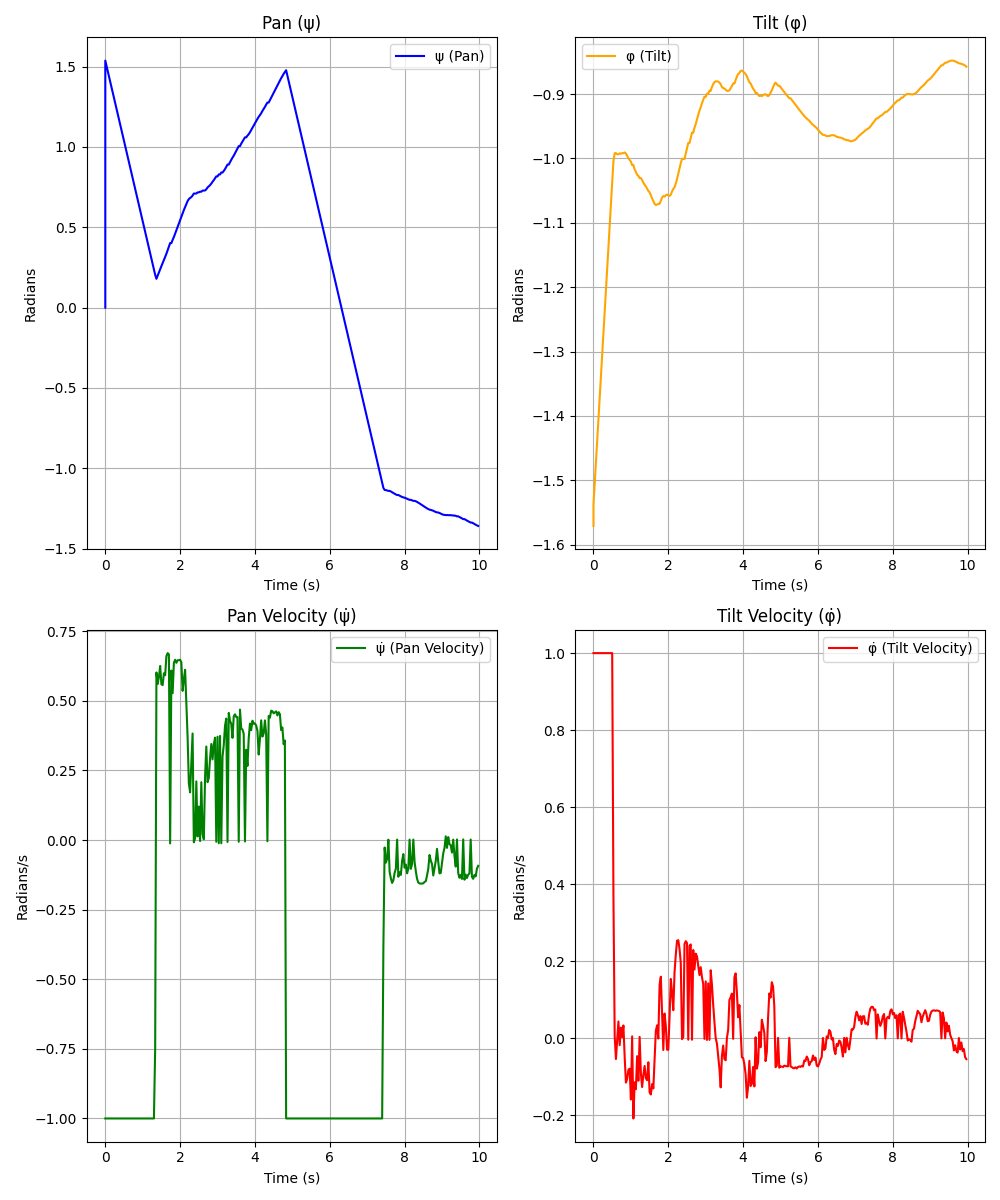 Pan (ψ)
ψ (Pan)
1.5
1.0
0.5
0.0
−0.5
−1.0
−1.5
Radians
0 2 4 6 8 10
Time (s)
Tilt (φ)
φ (Tilt)
−0.9
−1.0
−1.1
−1.2
−1.3
−1.4
−1.5
−1.6
Radians
0 2 4 6 8 10
Time (s)
Pan Velocity (ψ̇)
ψ̇ (Pan Velocity)
0.75
0.50
0.25
0.00
−0.25
−0.50
−0.75
−1.00
Radians/s
0 2 4 6 8 10
Time (s)
Tilt Velocity (φ̇)
φ̇ (Tilt Velocity)
1.0
0.8
0.6
0.4
0.2
0.0
−0.2
Radians/s
0 2 4 6 8 10
Time (s)